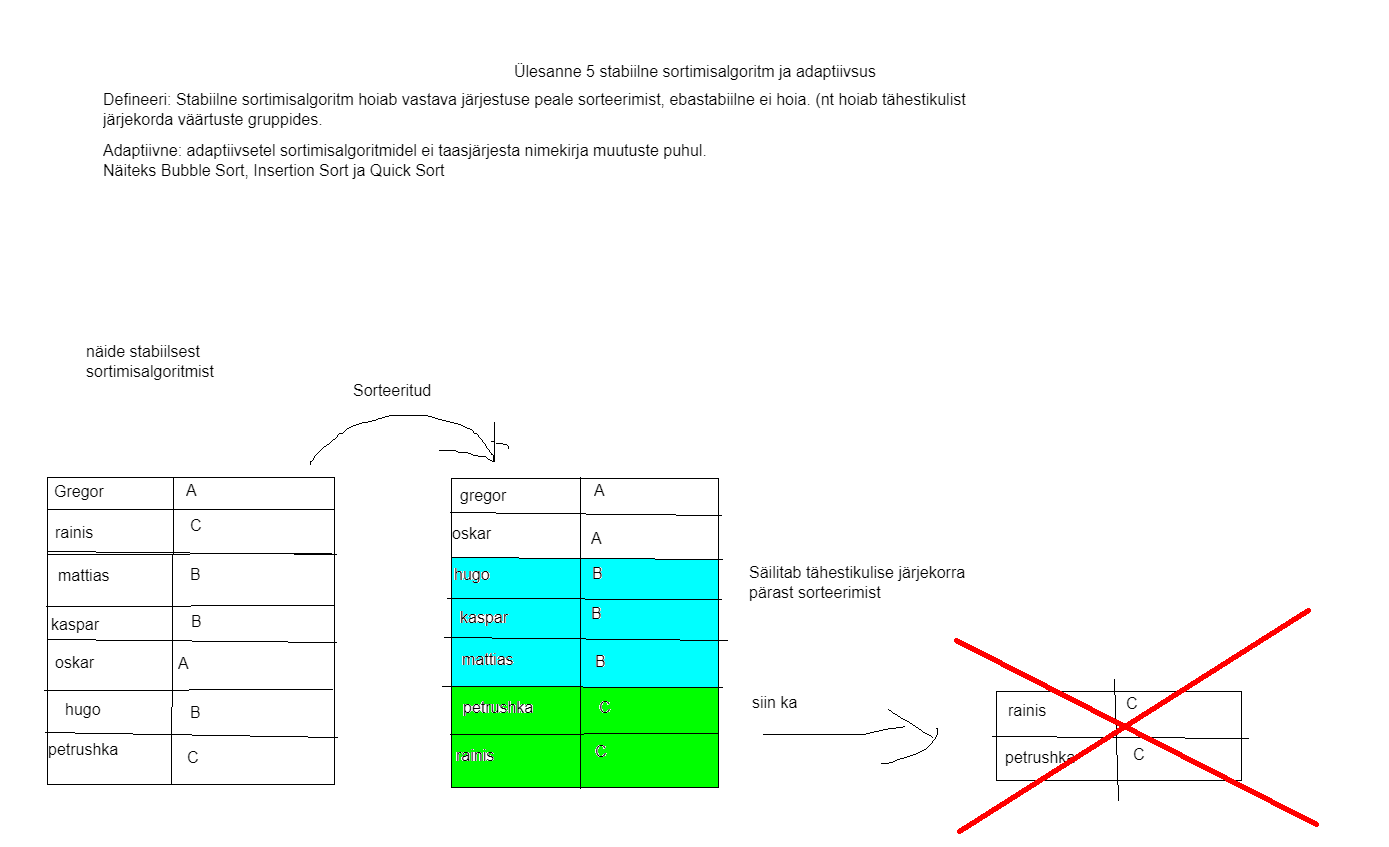 Ülesanne 5 stabiilne sortimisalgoritm ja adaptiivsus
Defineeri: Stabiilne sortimisalgoritm hoiab vastava järjestuse peale sorteerimist, ebastabiilne ei hoia. (nt hoiab tähestikulist
järjekorda väärtuste gruppides.
Adaptiivne: adaptiivsetel sortimisalgoritmidel ei taasjärjesta nimekirja muutuste puhul.
Näiteks Bubble Sort, Insertion Sort ja Quick Sort
näide stabiilsest
sortimisalgoritmist
Sorteeritud
Gregor A
rainis C
mattias B
kaspar B
oskar A
hugo B
petrushka C
gregor A
oskar A
hugo B
kaspar B
mattias B
petrushka C
rainis C
Säilitab tähestikulise järjekorra
pärast sorteerimist
siin ka
rainis C
petrushka C